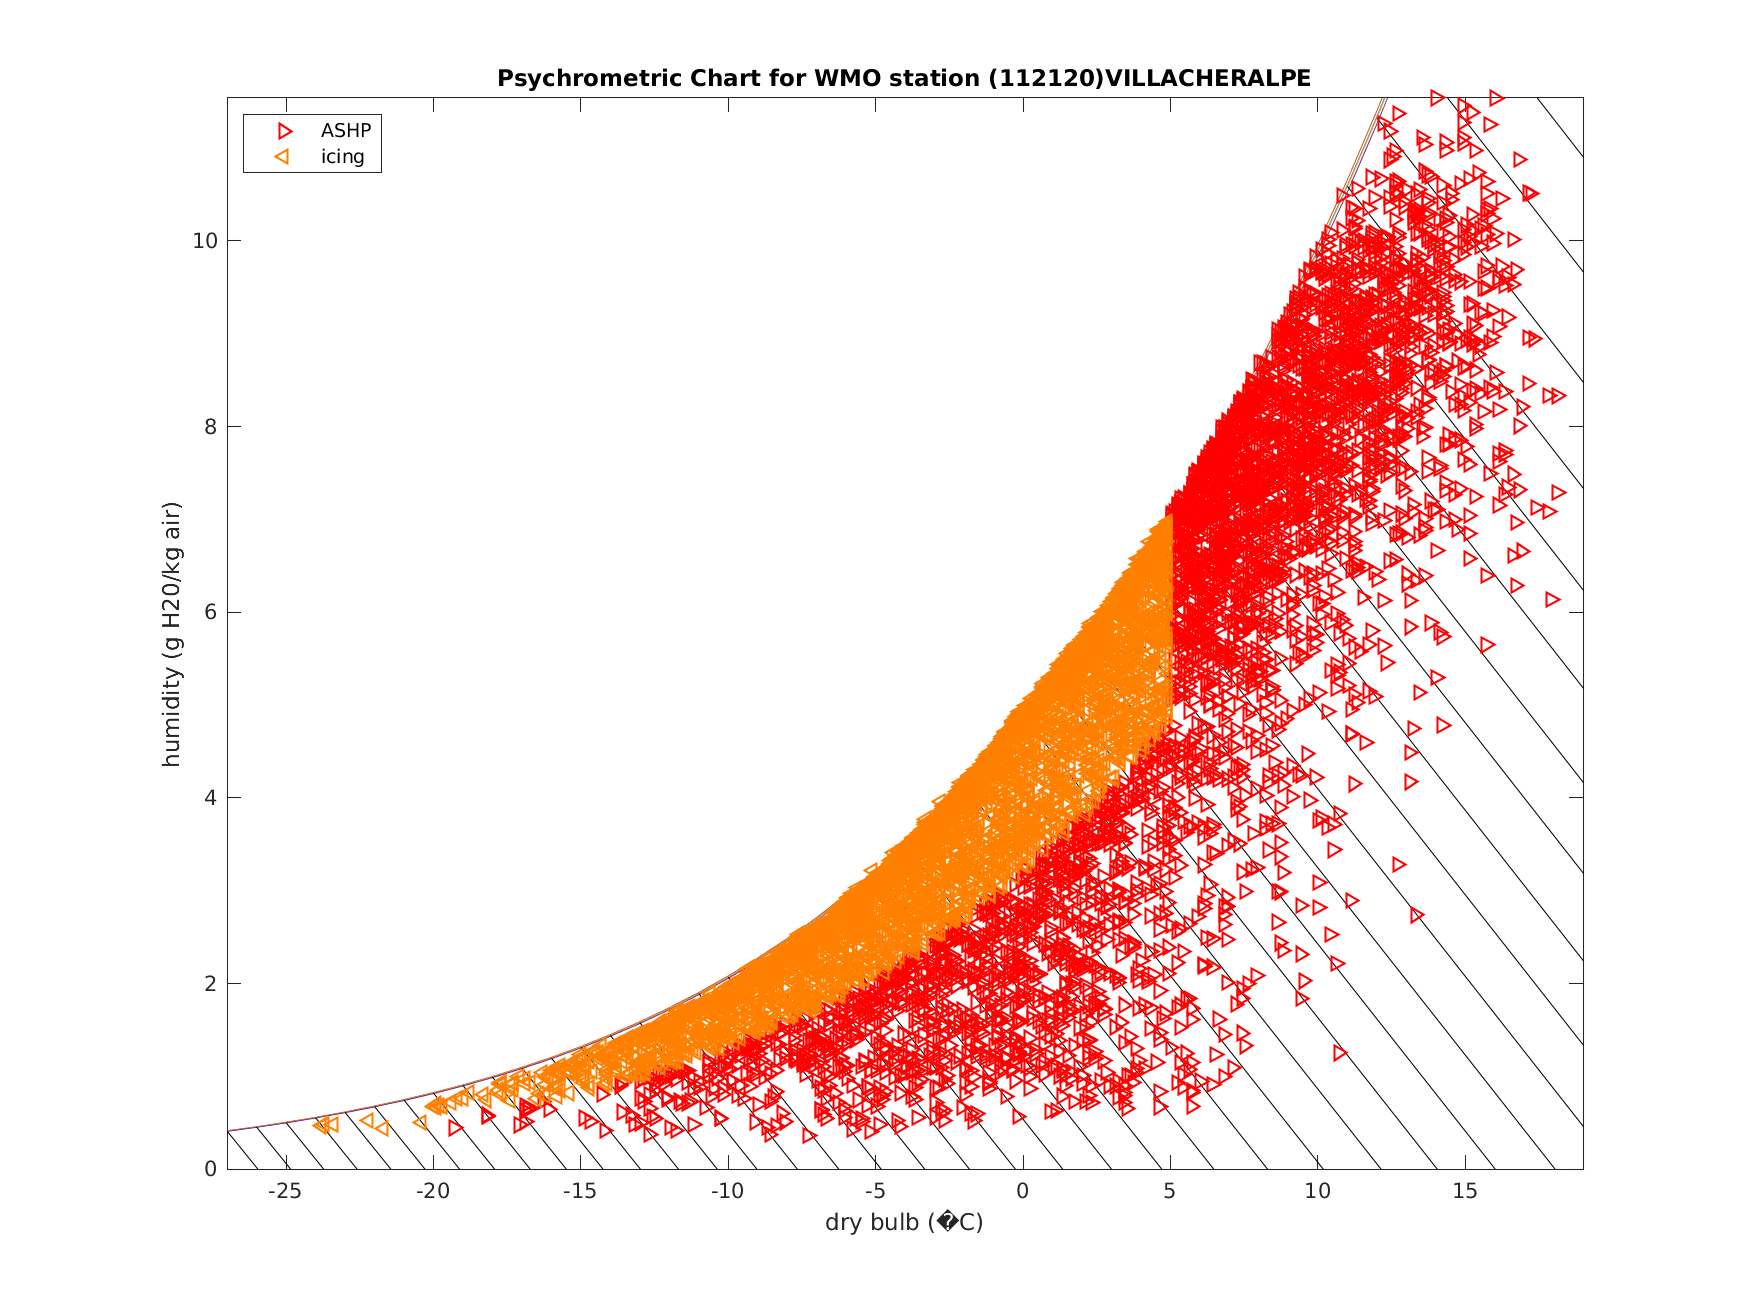 Psychrometric Chart for WMO station (112120)VILLACHERALPE
ASHP
icing
humidity (g H20/kg air)
10
8
6
4
2
0
-25 -20 -15 -10 -5 0 5 10 15
dry bulb (�C)